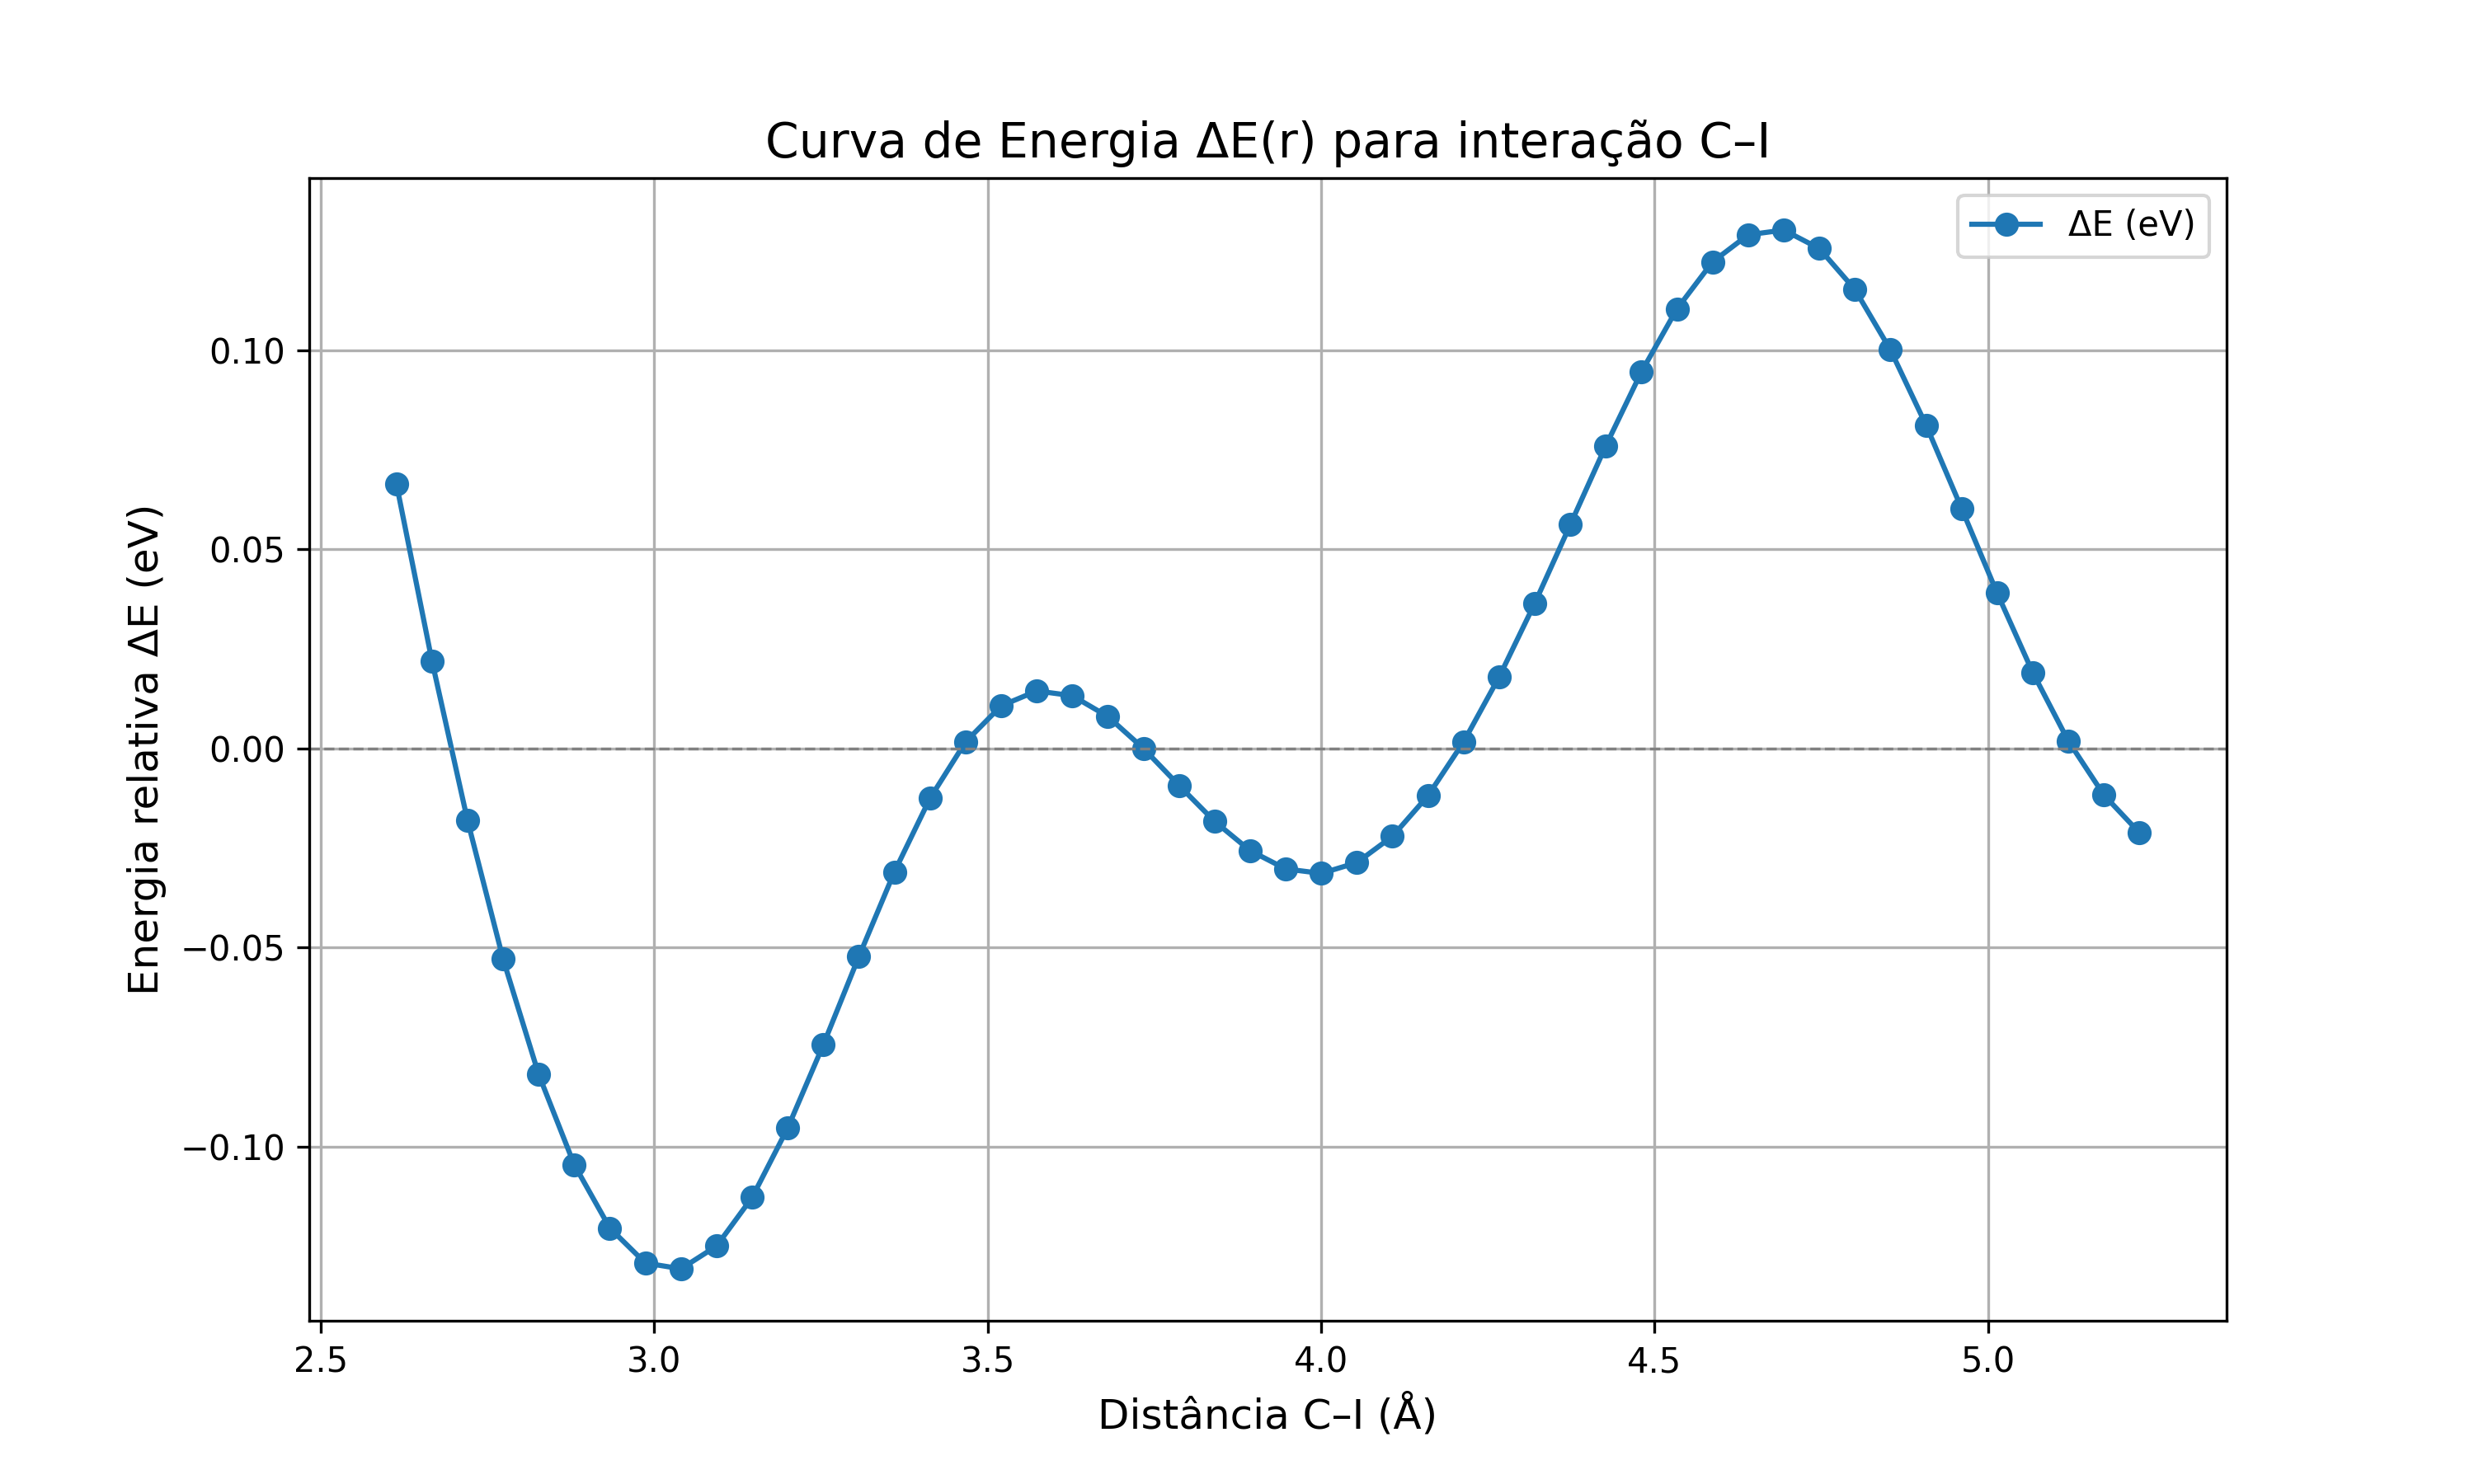 Curva de Energia ΔE(r) para interação C–I
ΔE (eV)
Energia relativa ΔE (eV)
0.10
0.05
0.00
−0.05
−0.10
2.5 3.0 3.5 4.0 4.5 5.0
Distância C–I (Å)